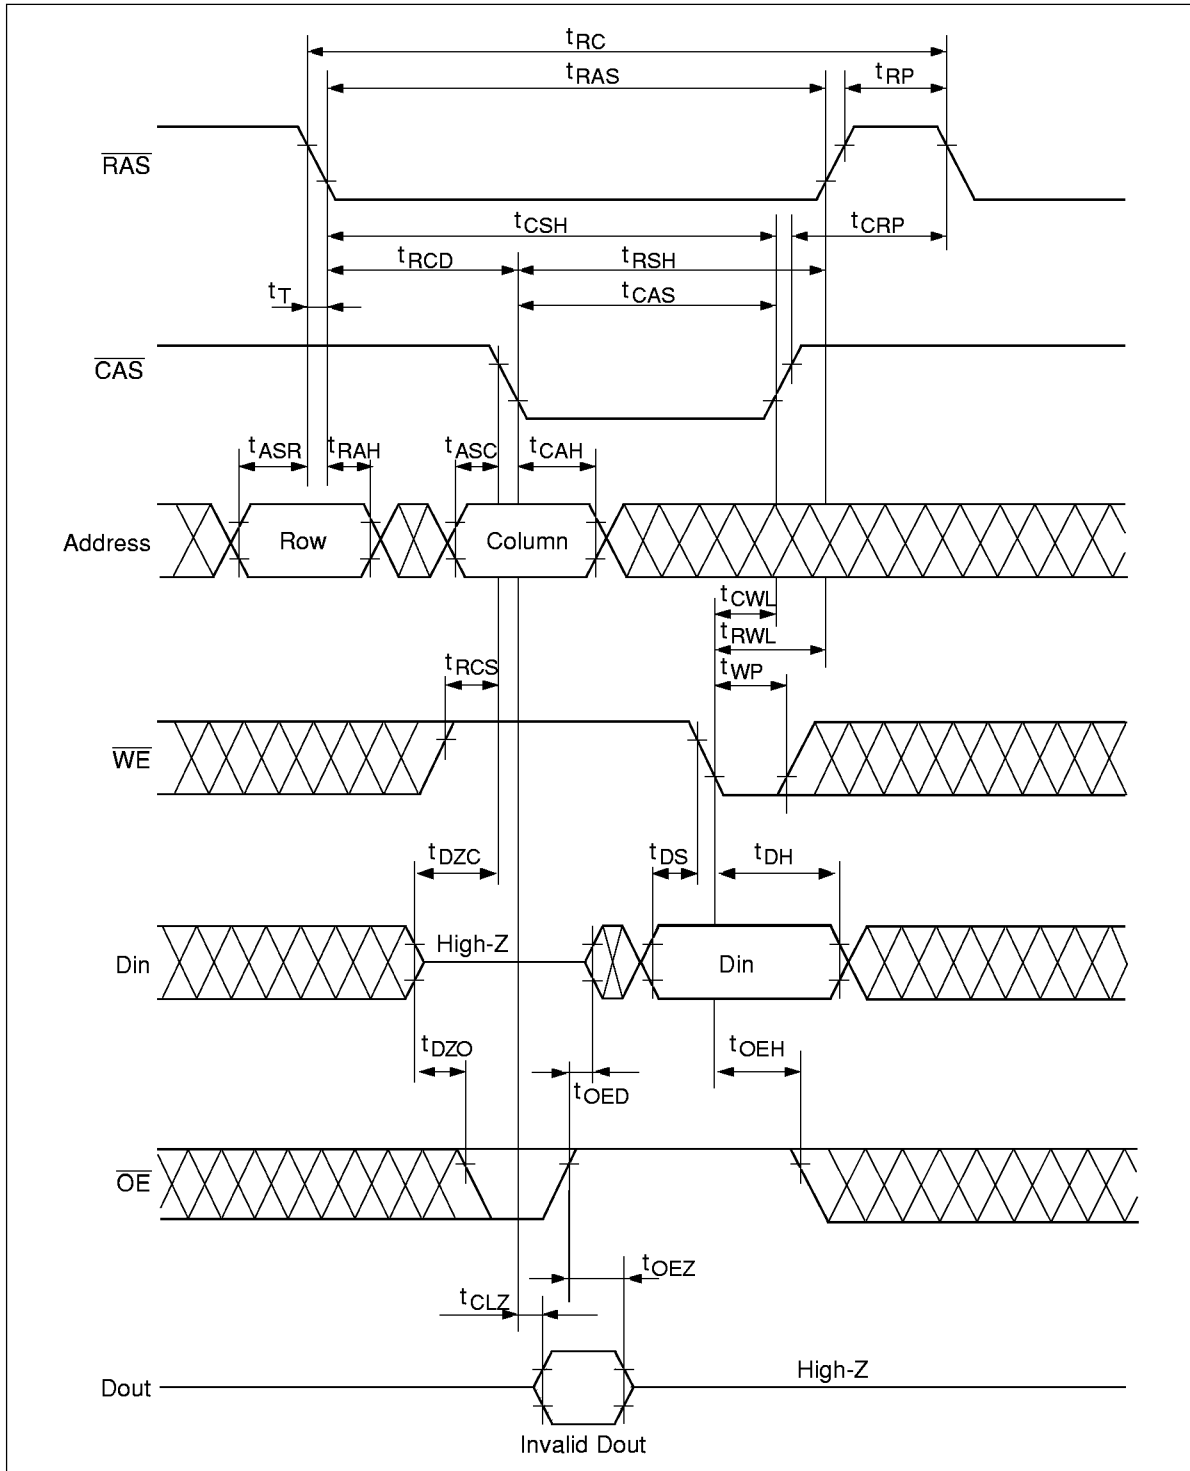 tRC
tRAS
tRP
RAS
tCSH
tCRP
tRCD
tRSH
tT
tCAS
CAS
tASR
tRAH
tASC
tCAH
Address
Row
Column
tCWL
tRWL
tRCS
tWP
WE
tDZC
tDS
tDH
High-Z
Din
Din
tDZO
tOEH
tOED
OE
tOEZ
tCLZ
High-Z
Dout
Invalid Dout